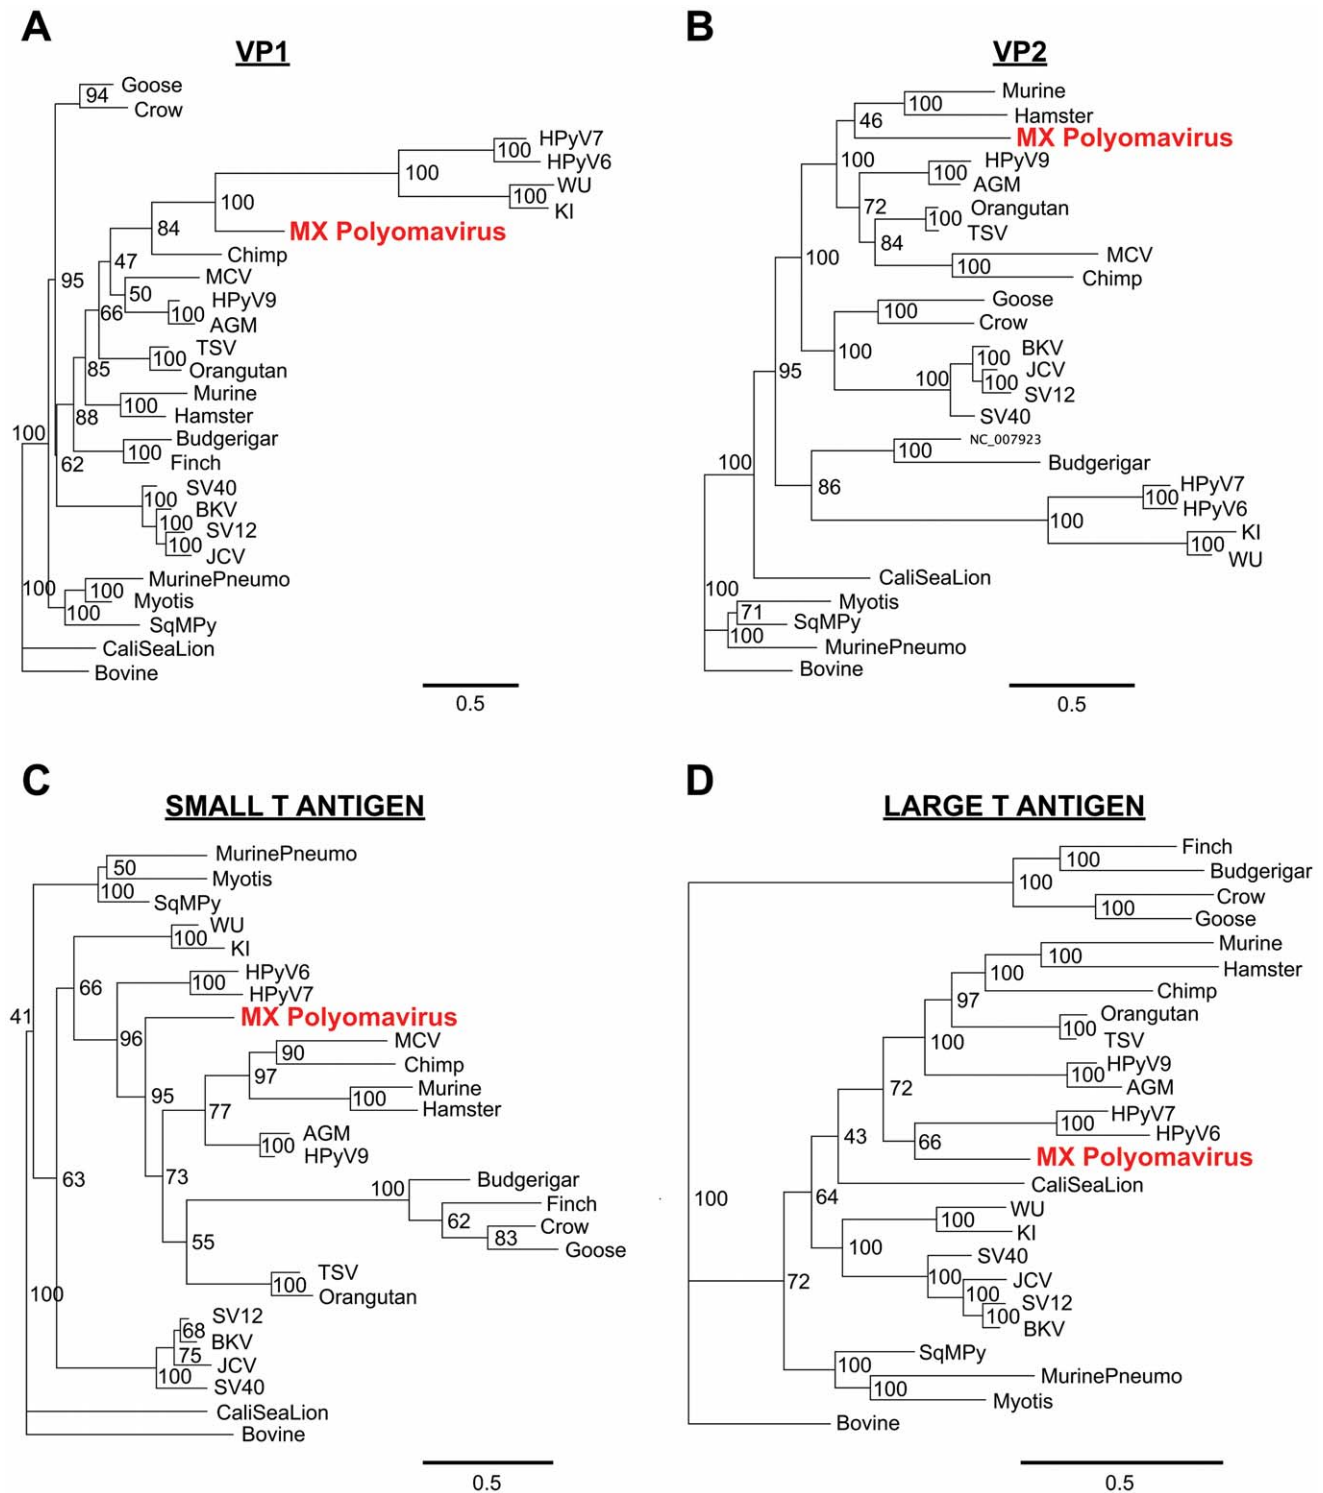 A
VP1
Goose
94
Crow
HPyV7
100
HPyV6
100
WU
100
100
KI
84
MX Polyomavirus
Chimp
47
MCV
95
50
HPyV9
66
100
AGM
TSV
100
85
Orangutan
Murine
100
88
Hamster
Budgerigar
100
100
62
Finch
SV40
100
BKV
100
SV12
100
JCV
MurinePneumo
100
100
Myotis
100
SqMPy
CaliSeaLion
Bovine
0.5
B
VP2
Murine
100
Hamster
46
MX Polyomavirus
100
HPyV9
100
AGM
72
Orangutan
100
TSV
84
MCV
100
100
Chimp
Goose
100
Crow
100
BKV
100
JCV
95
100
100
SV12
SV40
NC_007923
100
Budgerigar
100
86
HPyV7
100
HPyV6
100
KI
100
WU
CaliSeaLion
100
Myotis
71
SqMPy
100
MurinePneumo
Bovine
0.5
C
SMALL T ANTIGEN
MurinePneumo
50
Myotis
100
SqMPy
WU
100
KI
HPyV6
66
100
HPyV7
41
MX Polyomavirus
96
MCV
90
Chimp
97
Murine
95
100
77
Hamster
AGM
100
HPyV9
63
73
Budgerigar
100
Finch
62
Crow
83
55
Goose
TSV
100
100
Orangutan
SV12
68
BKV
75
JCV
100
SV40
CaliSeaLion
Bovine
0.5
D
LARGE T ANTIGEN
Finch
100
Budgerigar
100
Crow
100
Goose
Murine
100
100
Hamster
Chimp
97
Orangutan
100
TSV
100
HPyV9
100
72
AGM
HPyV7
100
HPyV6
43
66
MX Polyomavirus
CaliSeaLion
100
64
WU
100
KI
100
SV40
100
JCV
72
100
SV12
100
BKV
SqMPy
100
MurinePneumo
100
Myotis
Bovine
0.5